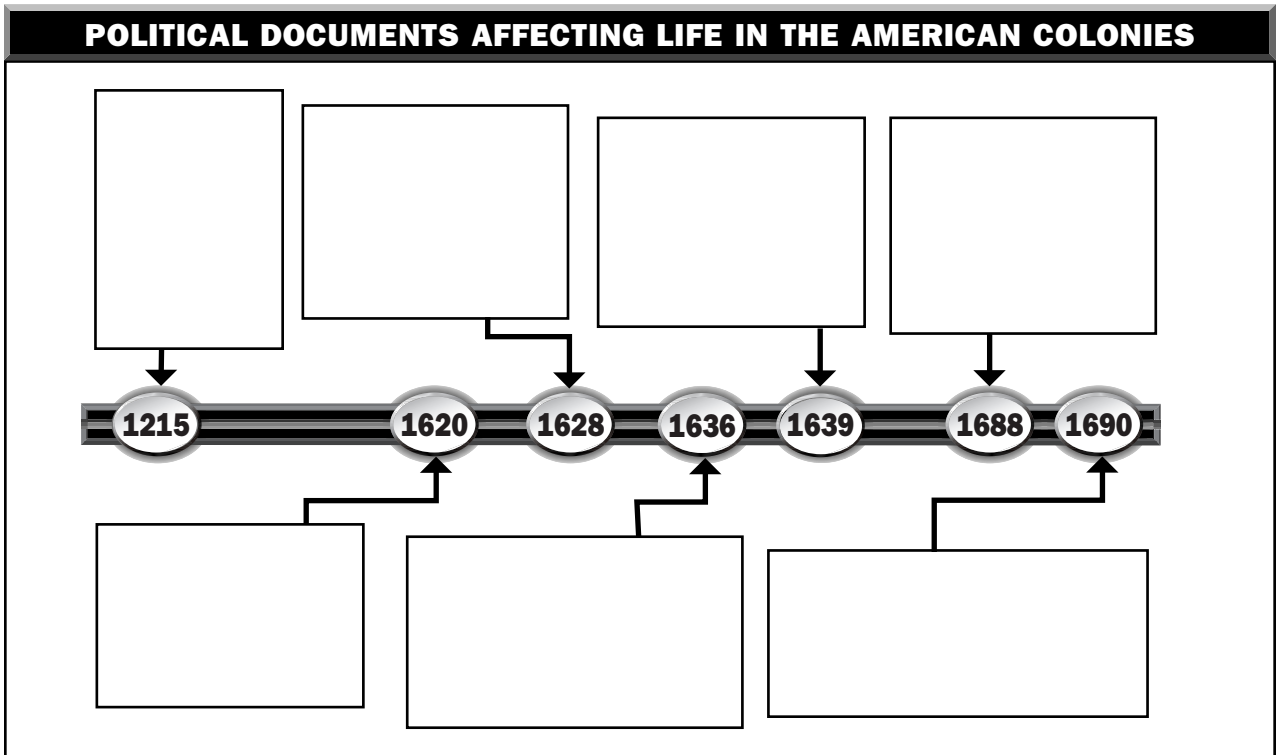 POLITICAL DOCUMENTS AFFECTING LIFE IN THE AMERICAN COLONIES
1215 1620 1628 1636 1639 1688 1690